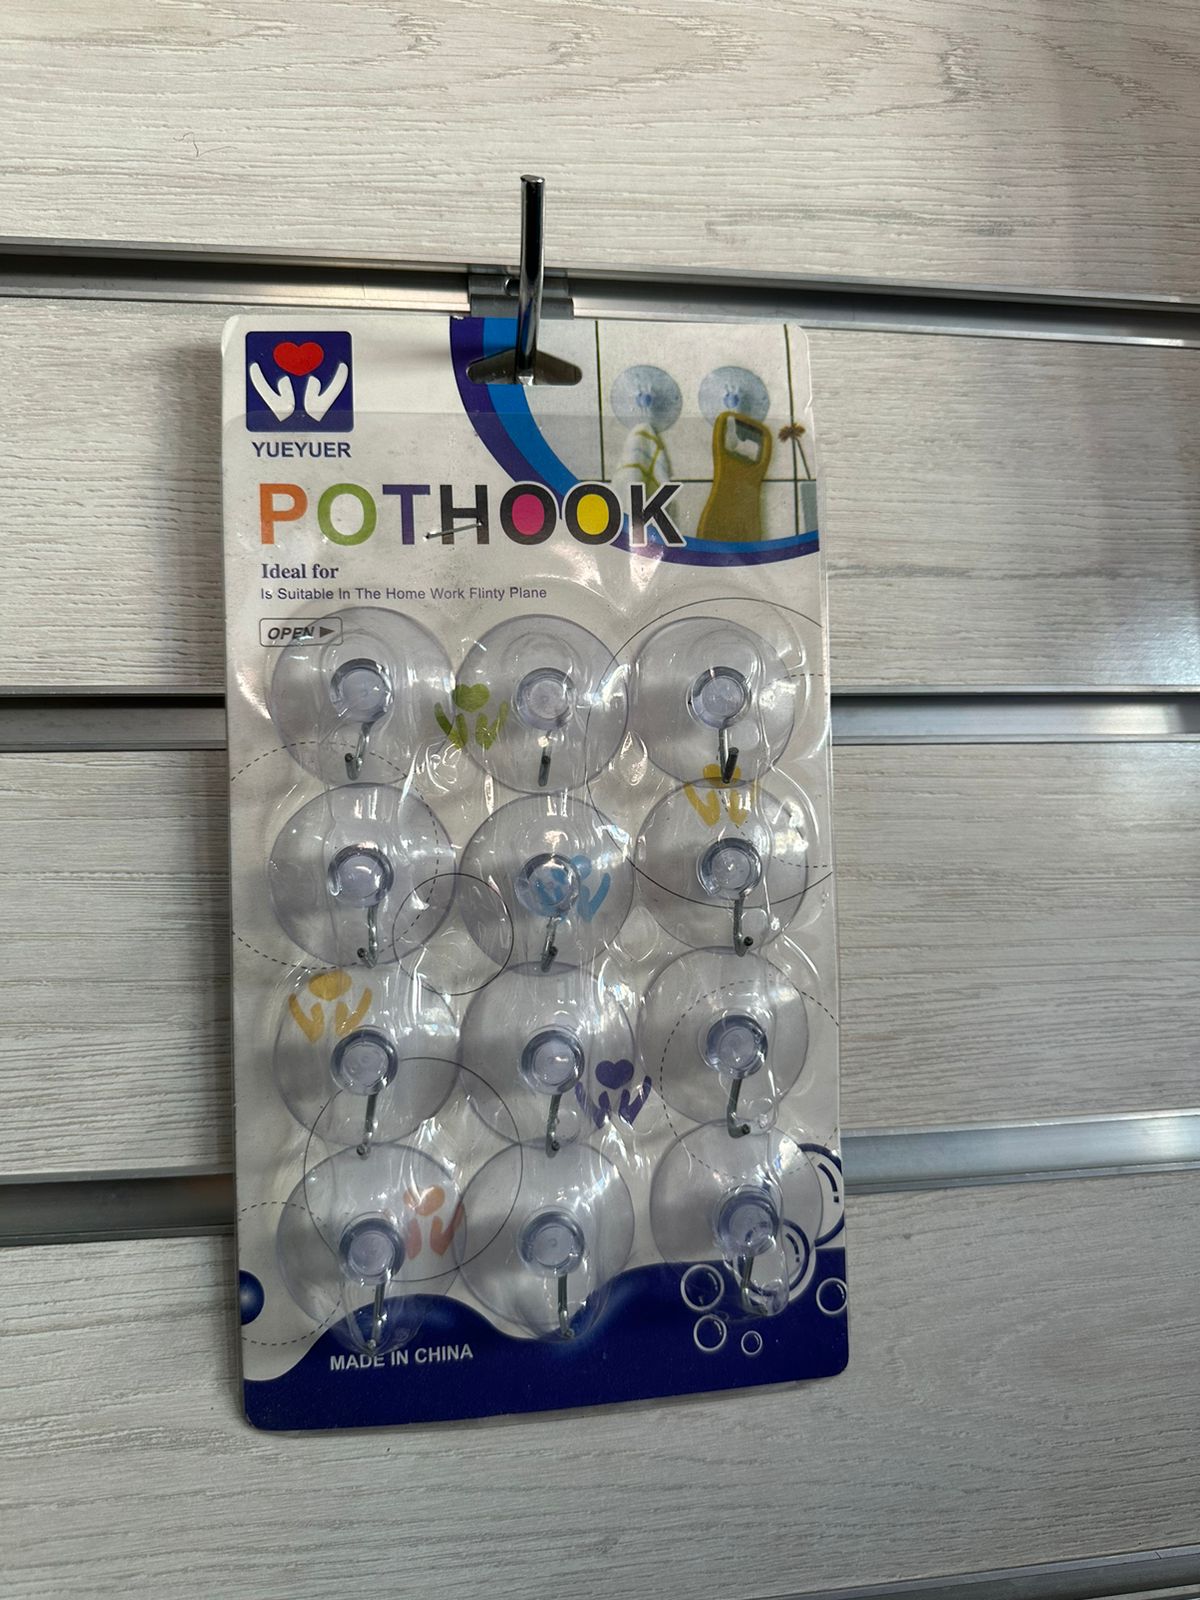 YUEYUER
POTHOOK
Ideal for
Is Suitable In The Home Work Flinty Plane
OPEN
MADE IN CHINA